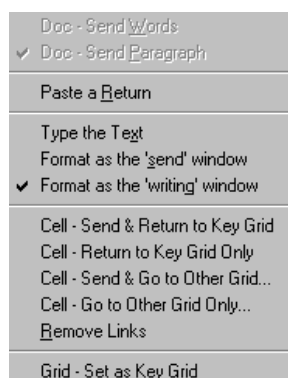 Doc - Send Words
Doc - Send Paragraph
Paste a Return
Type the Text
Format as the 'send' window
Format as the 'writing' window
Cell - Send & Return to Key Grid
Cell - Return to Key Grid Only
Cell - Send & Go to Other Grid...
Cell - Go to Other Grid Only...
Remove Links
Grid - Set as Key Grid